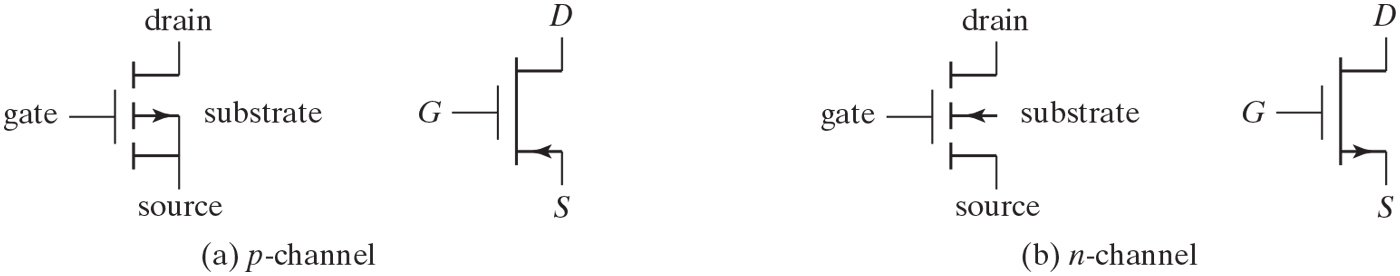 drain
gate
substrate
source
D
G
S
(a) p-channel
drain
gate
substrate
source
D
G
S
(b) n-channel